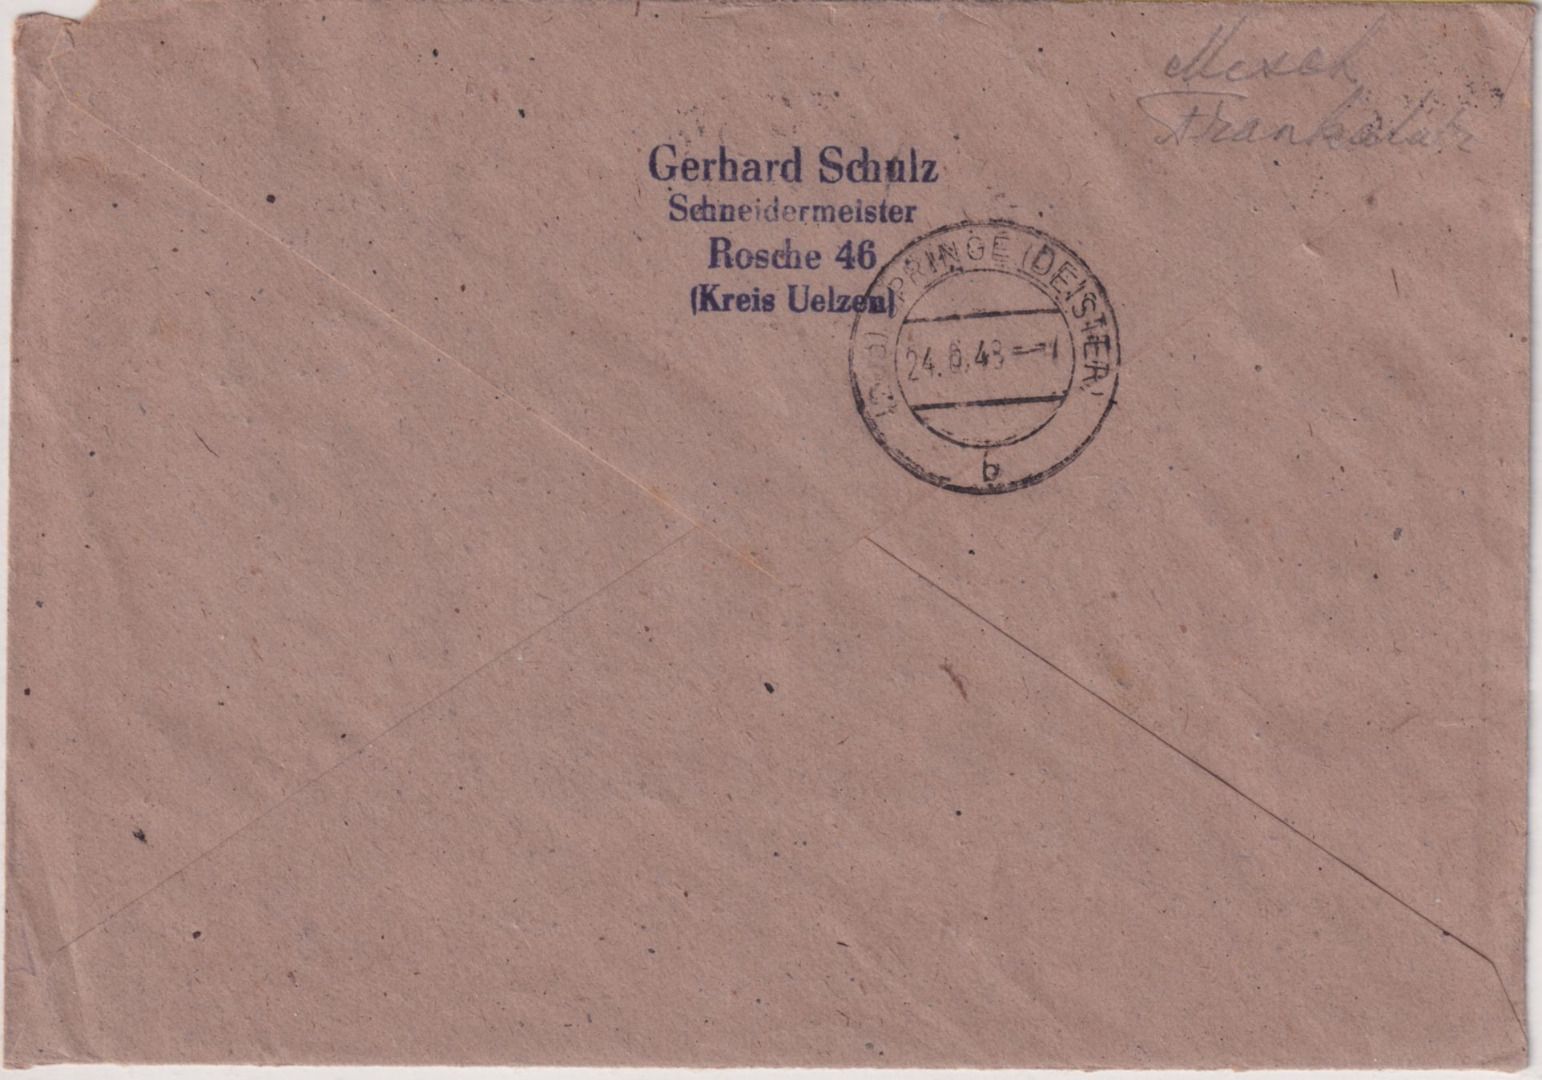 Gerhard Schulz
Schneidermeister
Rosche 46
(Kreis Uelzen)
SPRINGE (DEISTER)
24.6.48
b